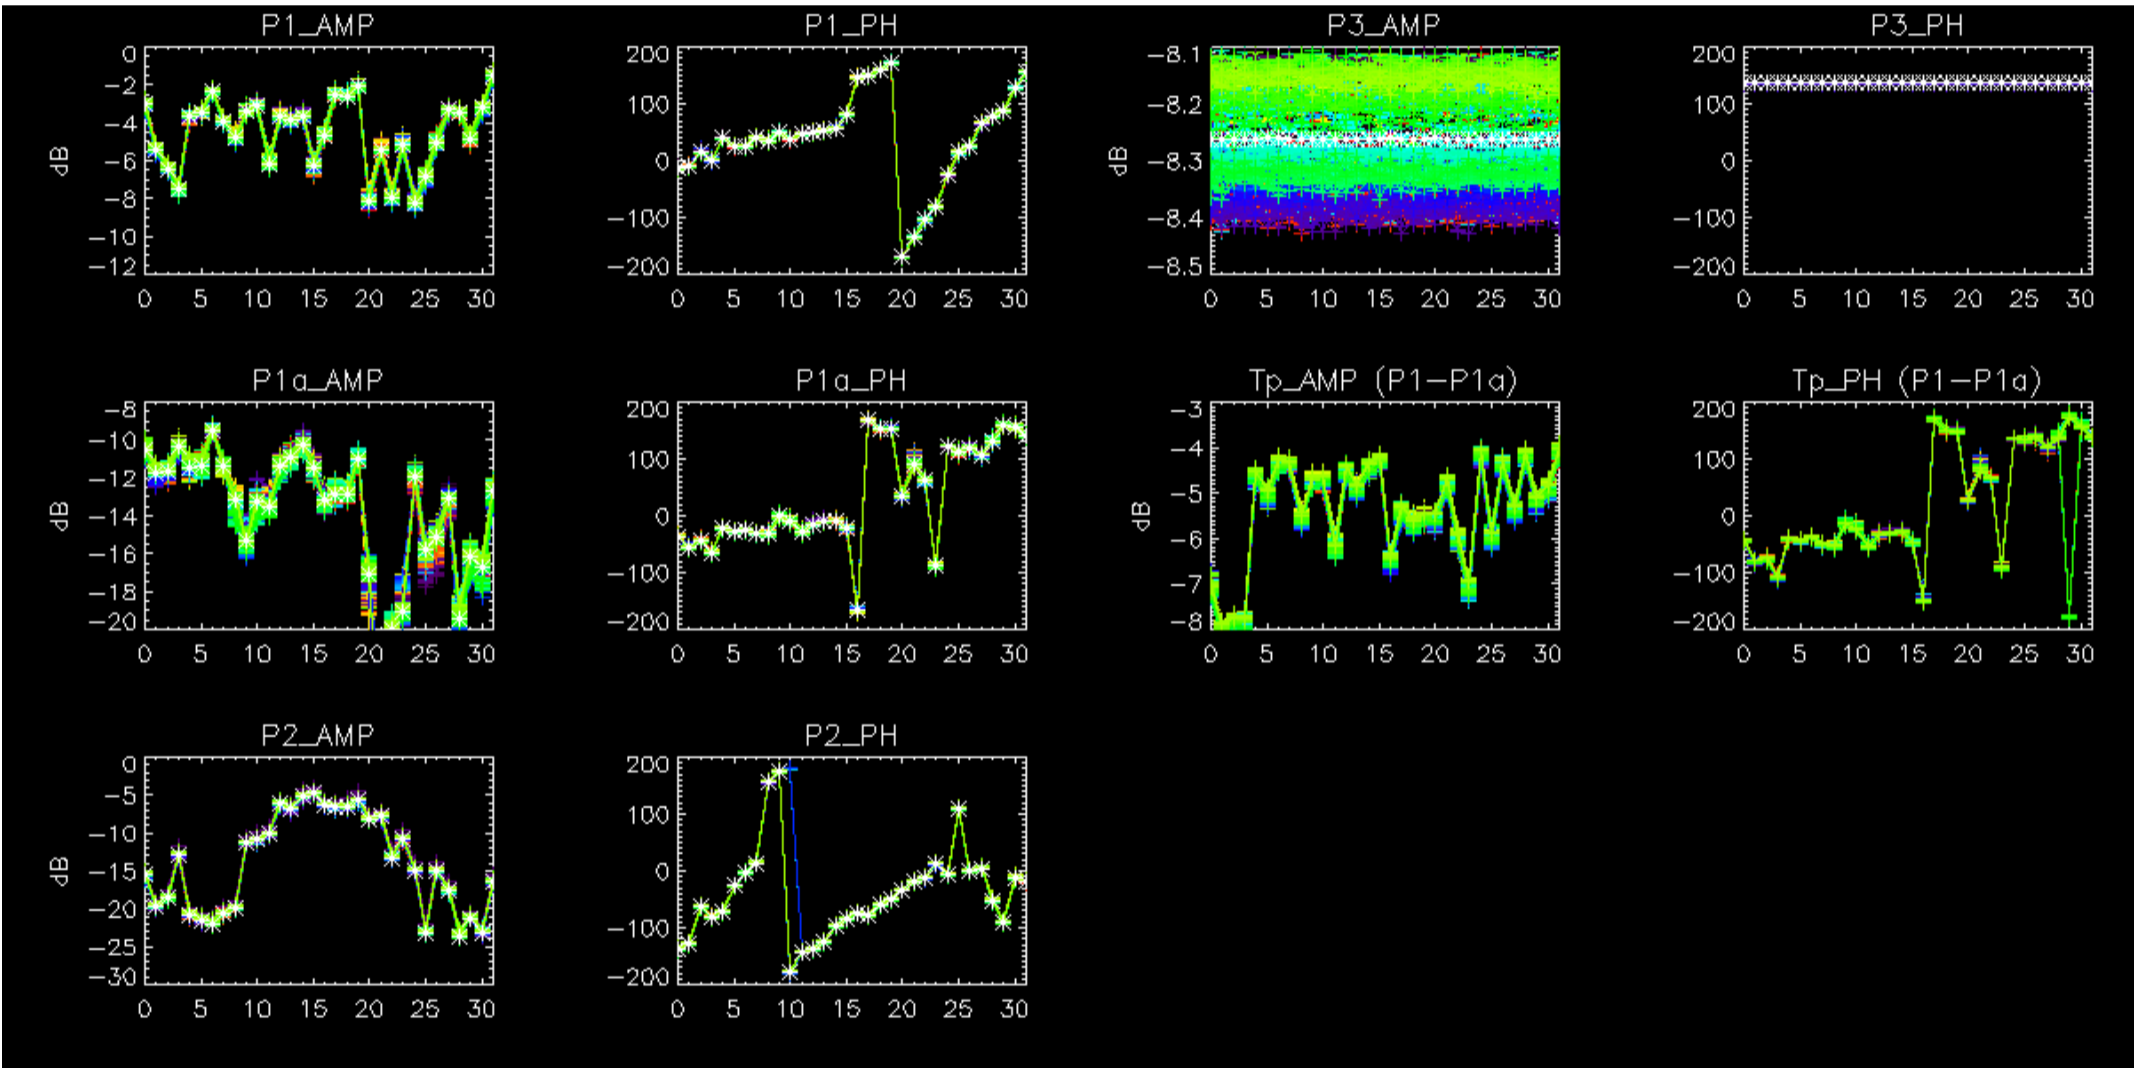 P1_AMP P1_PH P3_AMP P3_PH
0 200 -8.1 200
-2
100 -8.2 100
-4
dB -6 0 dB -8.3 0
-8
-100 -8.4 -100
-10
-12 -200 -8.5 -200
0 5 10 15 20 25 30 0 5 10 15 20 25 30 0 5 10 15 20 25 30 0 5 10 15 20 25 30
P1a_AMP P1a_PH Tp_AMP (P1-P1a) Tp_PH (P1-P1a)
-8 200 -3 200
-10
100 -4 100
-12
-5
dB -14 0 dB 0
-6
-16
-100 -7 -100
-18
-20 -200 -8 -200
0 5 10 15 20 25 30 0 5 10 15 20 25 30 0 5 10 15 20 25 30 0 5 10 15 20 25 30
P2_AMP P2_PH
0 200
-5
100
-10
dB -15 0
-20
-100
-25
-30 -200
0 5 10 15 20 25 30 0 5 10 15 20 25 30